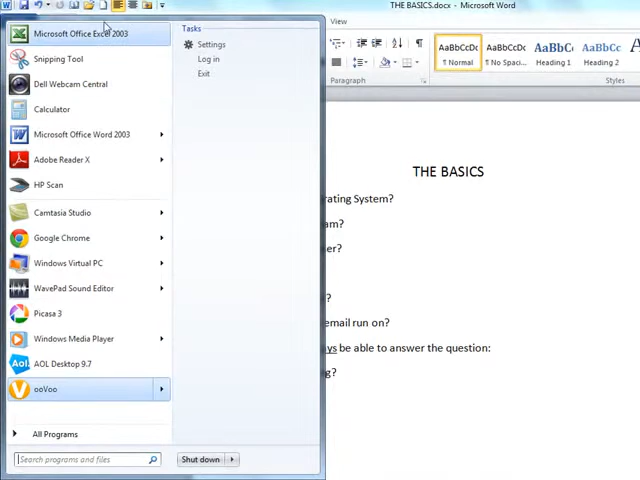 THE BASICS.docx - Microsoft Word
View
Microsoft Office Excel 2003
Snipping Tool
Dell Webcam Central
Calculator
Microsoft Office Word 2003
Adobe Reader X
HP Scan
Camtasia Studio
Google Chrome
Windows Virtual PC
WavePad Sound Editor
Picasa 3
Windows Media Player
AOL Desktop 9.7
ooVoo
All Programs
Search programs and files
Tasks
Settings
Log in
Exit
Shut down
AaBbCcDc
AaBbCcDc
AaBbC
AaBbCc
¶ Normal
¶ No Spaci...
Heading 1
Heading 2
Paragraph
Styles
THE BASICS
rating System?
am?
er?
?
email run on?
ys be able to answer the question:
g?